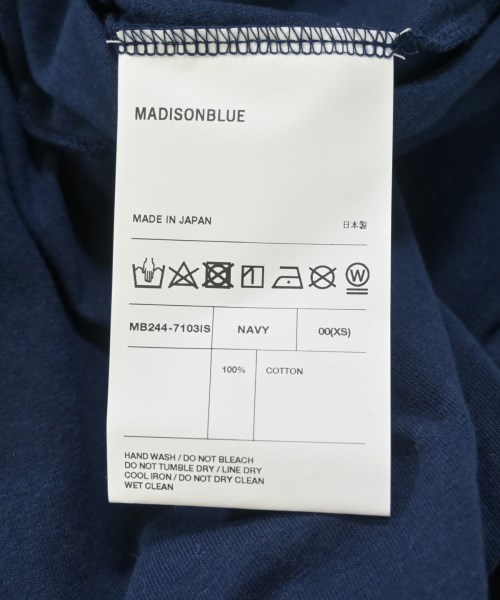 MADISONBLUE
MADE IN JAPAN 日本製
W
MB244-7103IS NAVY 00(XS)
100% COTTON
HAND WASH / DO NOT BLEACH
DO NOT TUMBLE DRY / LINE DRY
COOL IRON / DO NOT DRY CLEAN
WET CLEAN